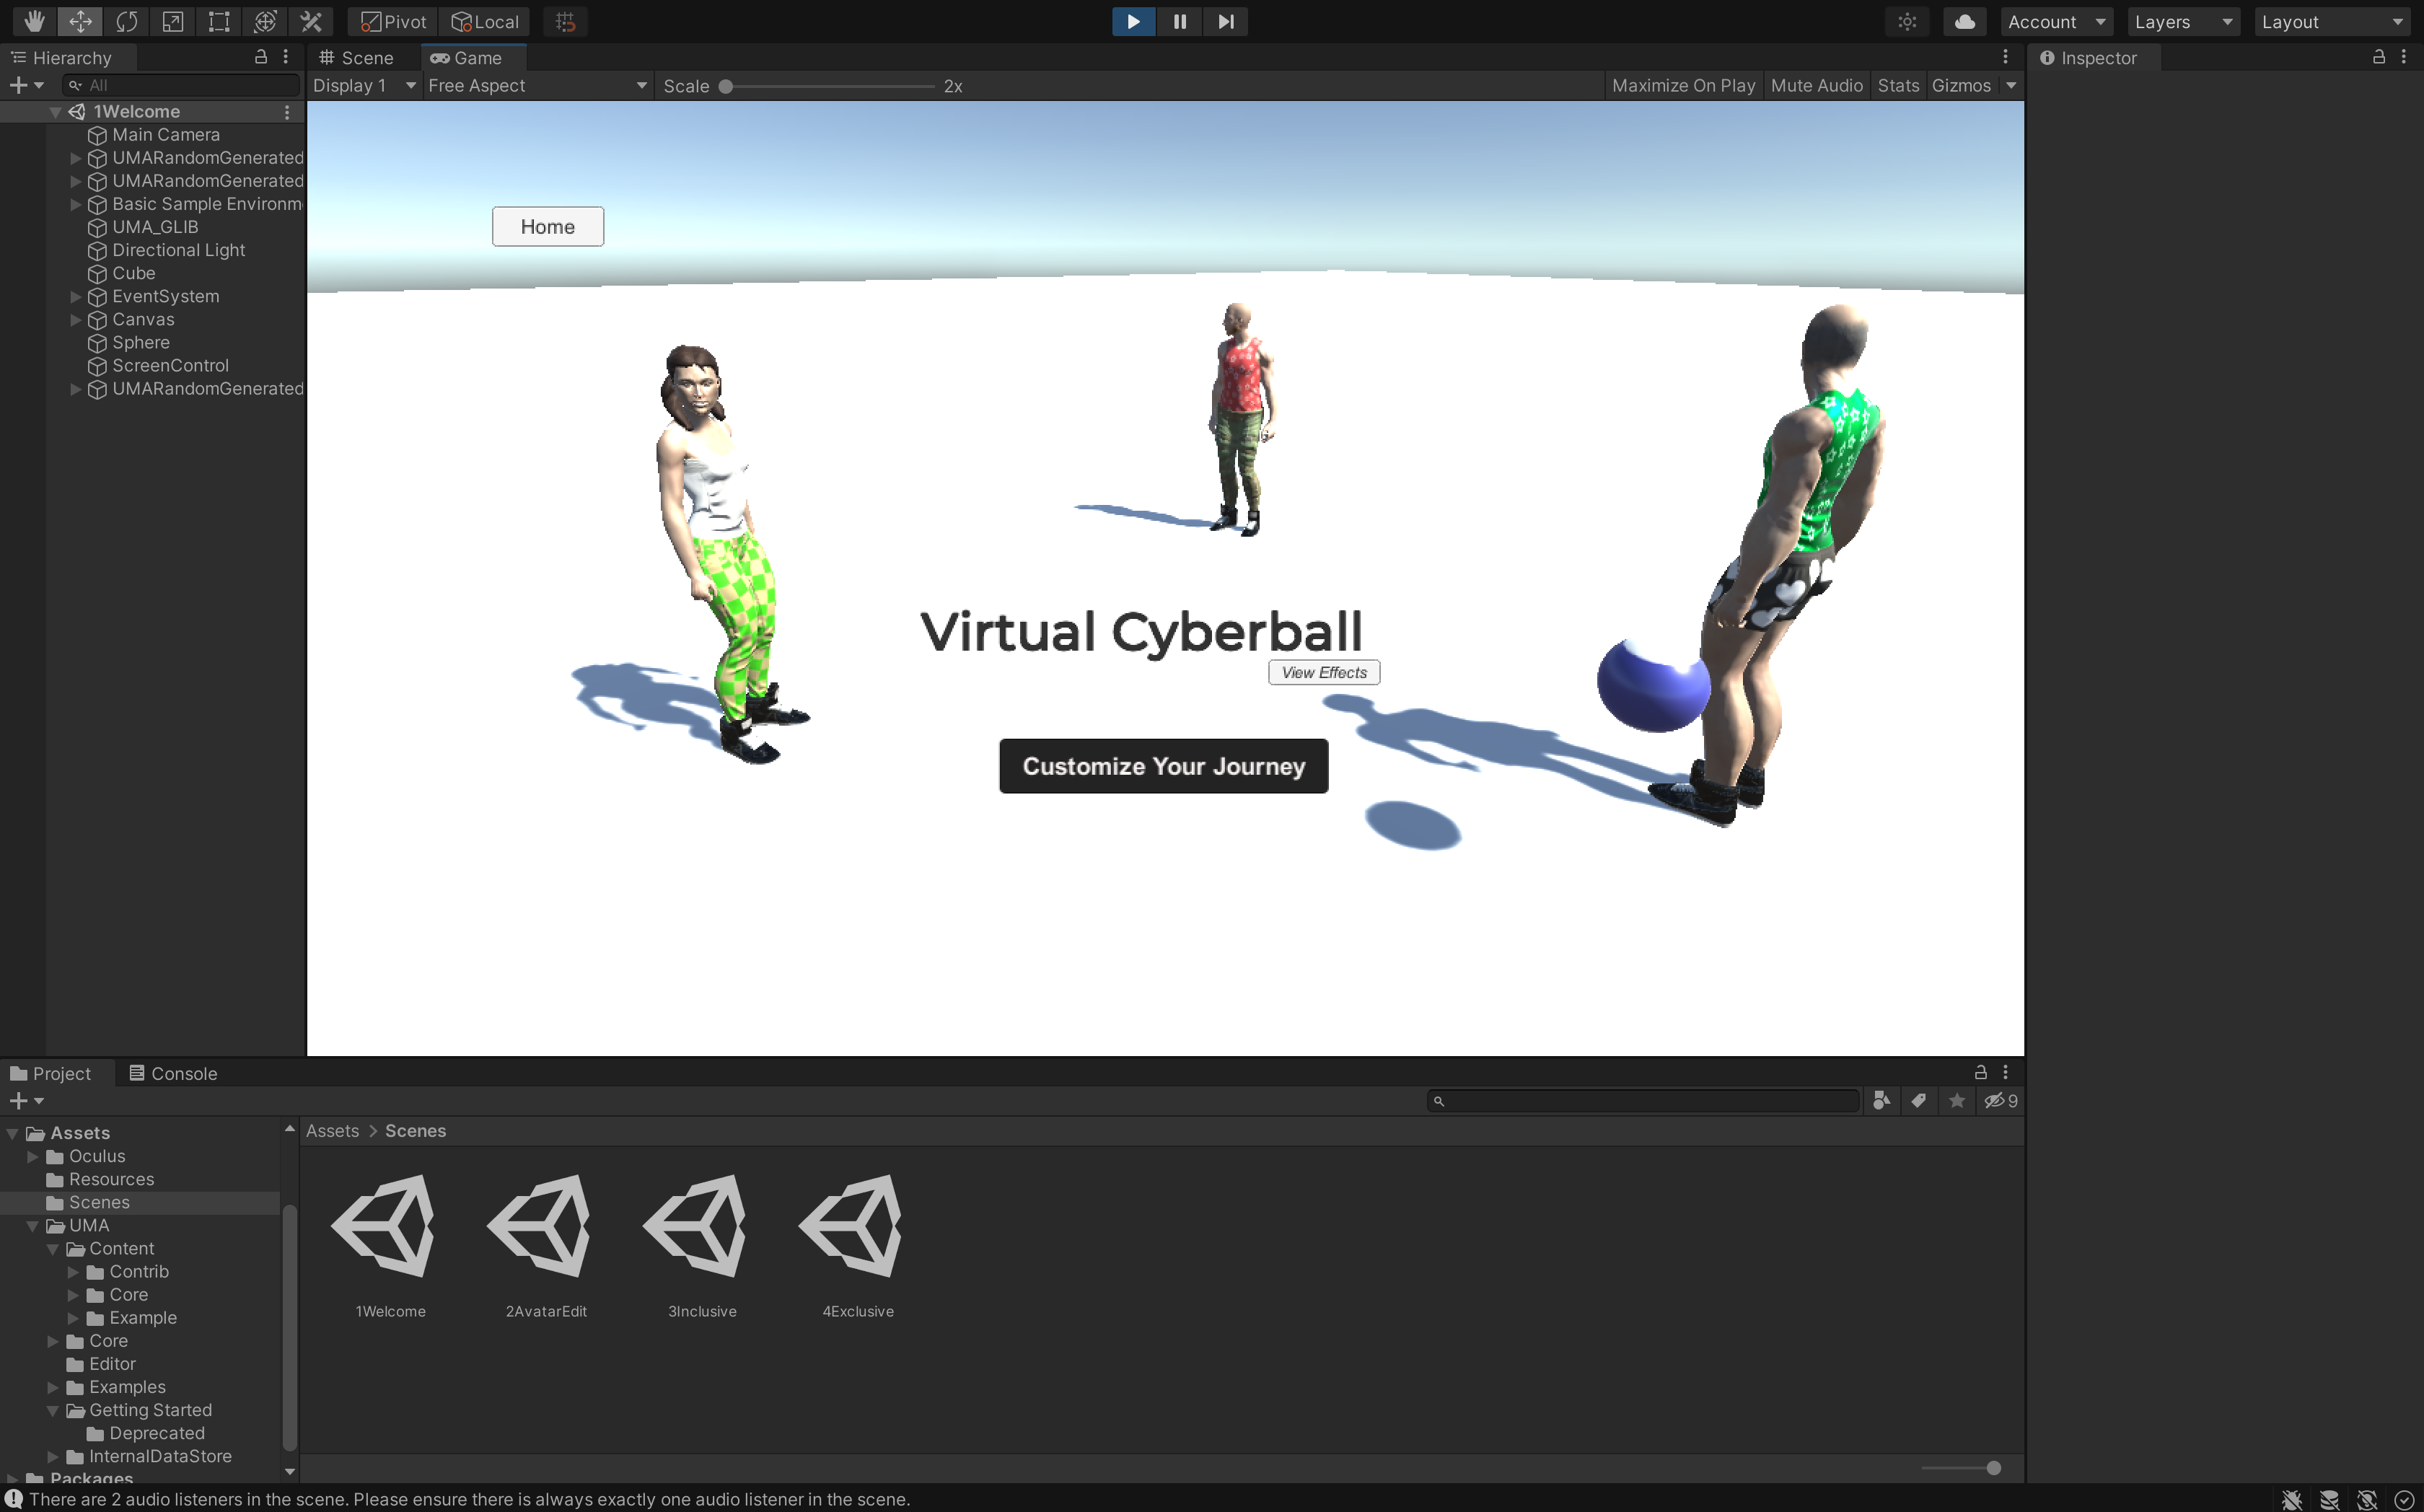 Pivot Local Account Layers Layout
Hierarchy
All
1Welcome
Main Camera
UMARandomGenerated
UMARandomGenerated
Basic Sample Environm
UMA_GLIB
Directional Light
Cube
EventSystem
Canvas
Sphere
ScreenControl
UMARandomGenerated
Scene Game
Display 1 Free Aspect Scale 2x Maximize On Play Mute Audio Stats Gizmos
Home
Virtual Cyberball
View Effects
Customize Your Journey
Inspector
Project Console
9
Assets
Oculus
Resources
Scenes
UMA
Content
Contrib
Core
Example
Core
Editor
Examples
Getting Started
Deprecated
InternalDataStore
Packages
Assets > Scenes
1Welcome 2AvatarEdit 3Inclusive 4Exclusive
There are 2 audio listeners in the scene. Please ensure there is always exactly one audio listener in the scene.